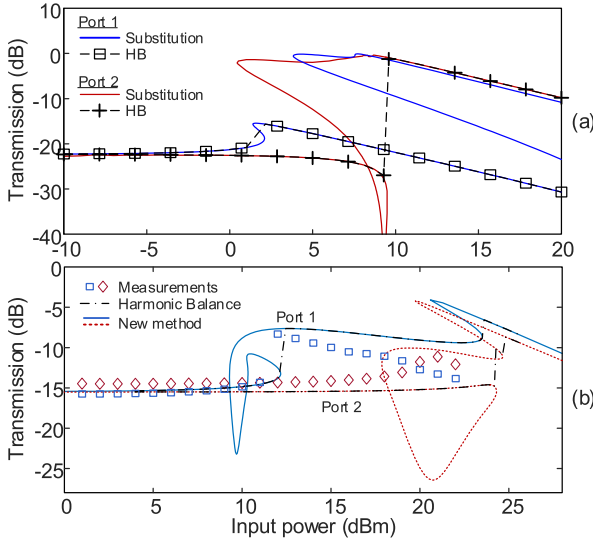 Port 1
Substitution
HB
Port 2
Substitution
HB
Transmission (dB)
10
0
-10
-20
-30
-40
-10
-5
0
5
10
15
20
(a)
Measurements
Harmonic Balance
New method
Port 1
Port 2
Transmission (dB)
0
-5
-10
-15
-20
-25
0
5
10
15
20
25
(b)
Input power (dBm)